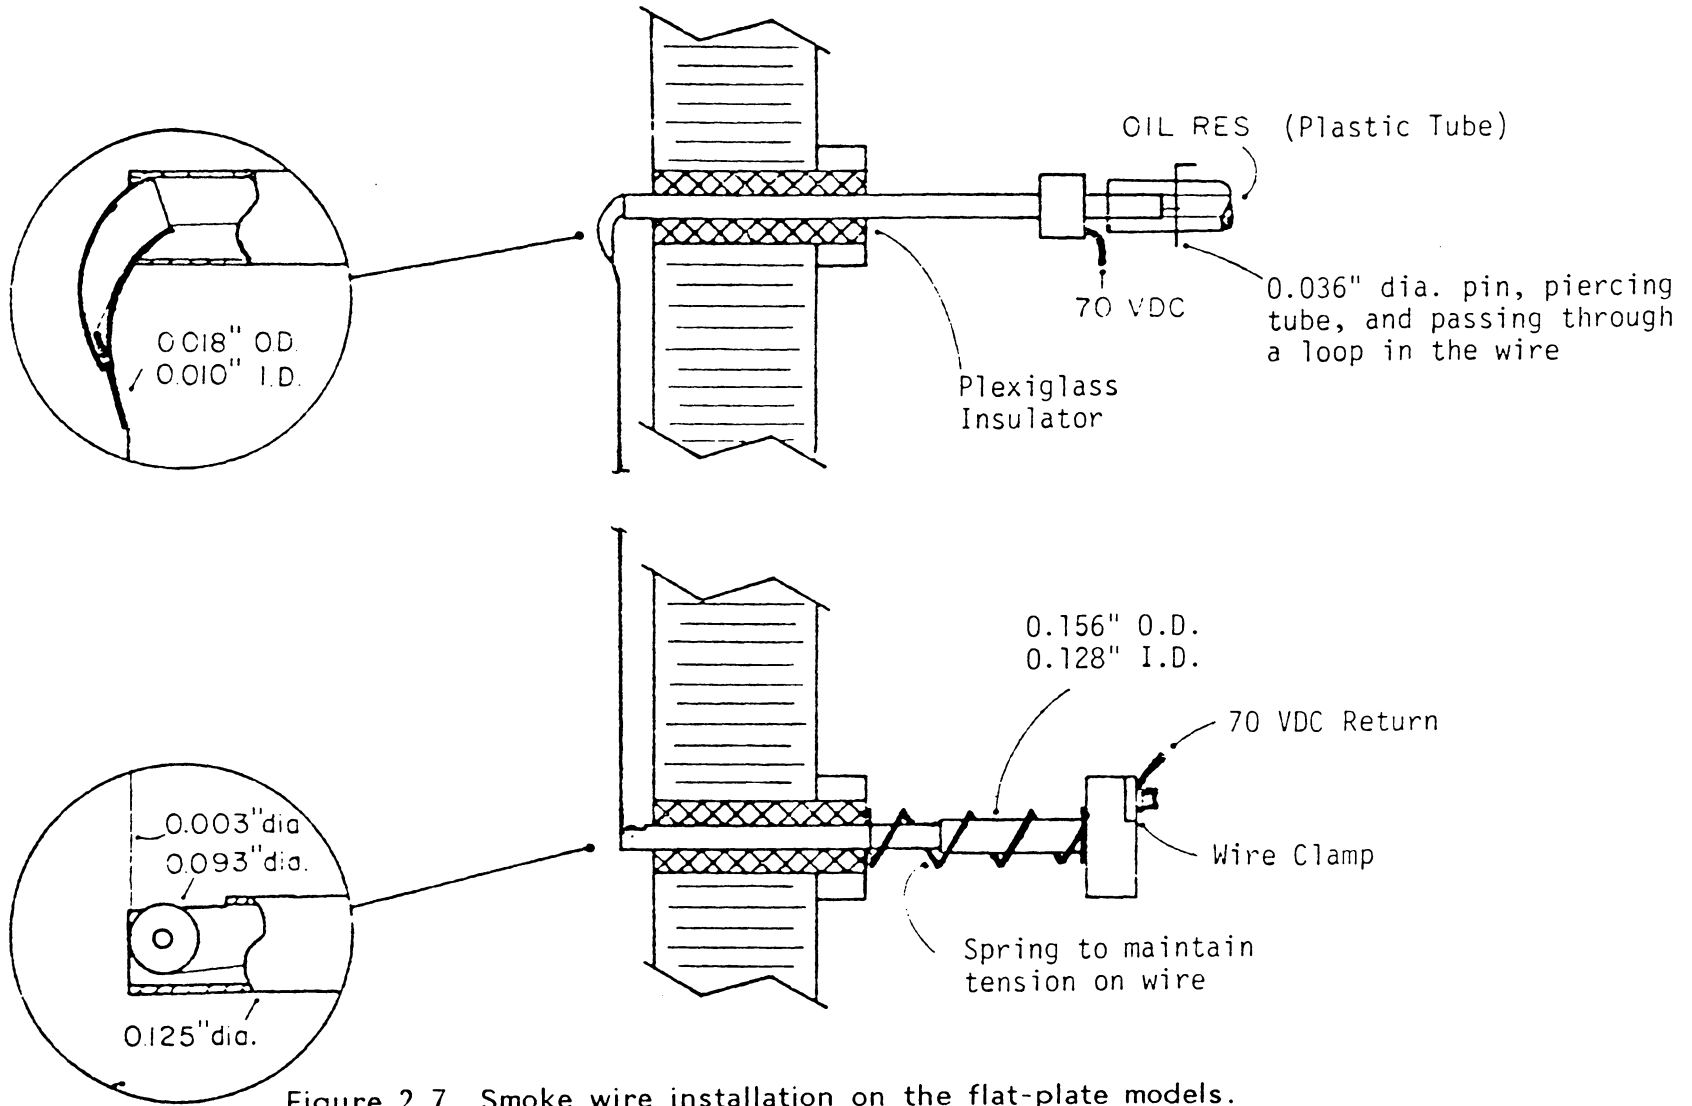 OIL RES (Plastic Tube)
70 VDC
0.036" dia. pin, piercing
tube, and passing through
a loop in the wire
Plexiglass
Insulator
0.018" O.D.
0.010" I.D.
0.156" O.D.
0.128" I.D.
70 VDC Return
Wire Clamp
Spring to maintain
tension on wire
0.003"dia
0.093"dia.
0.125"dia.
Figure 2.7 Smoke wire installation on the flat-plate models.